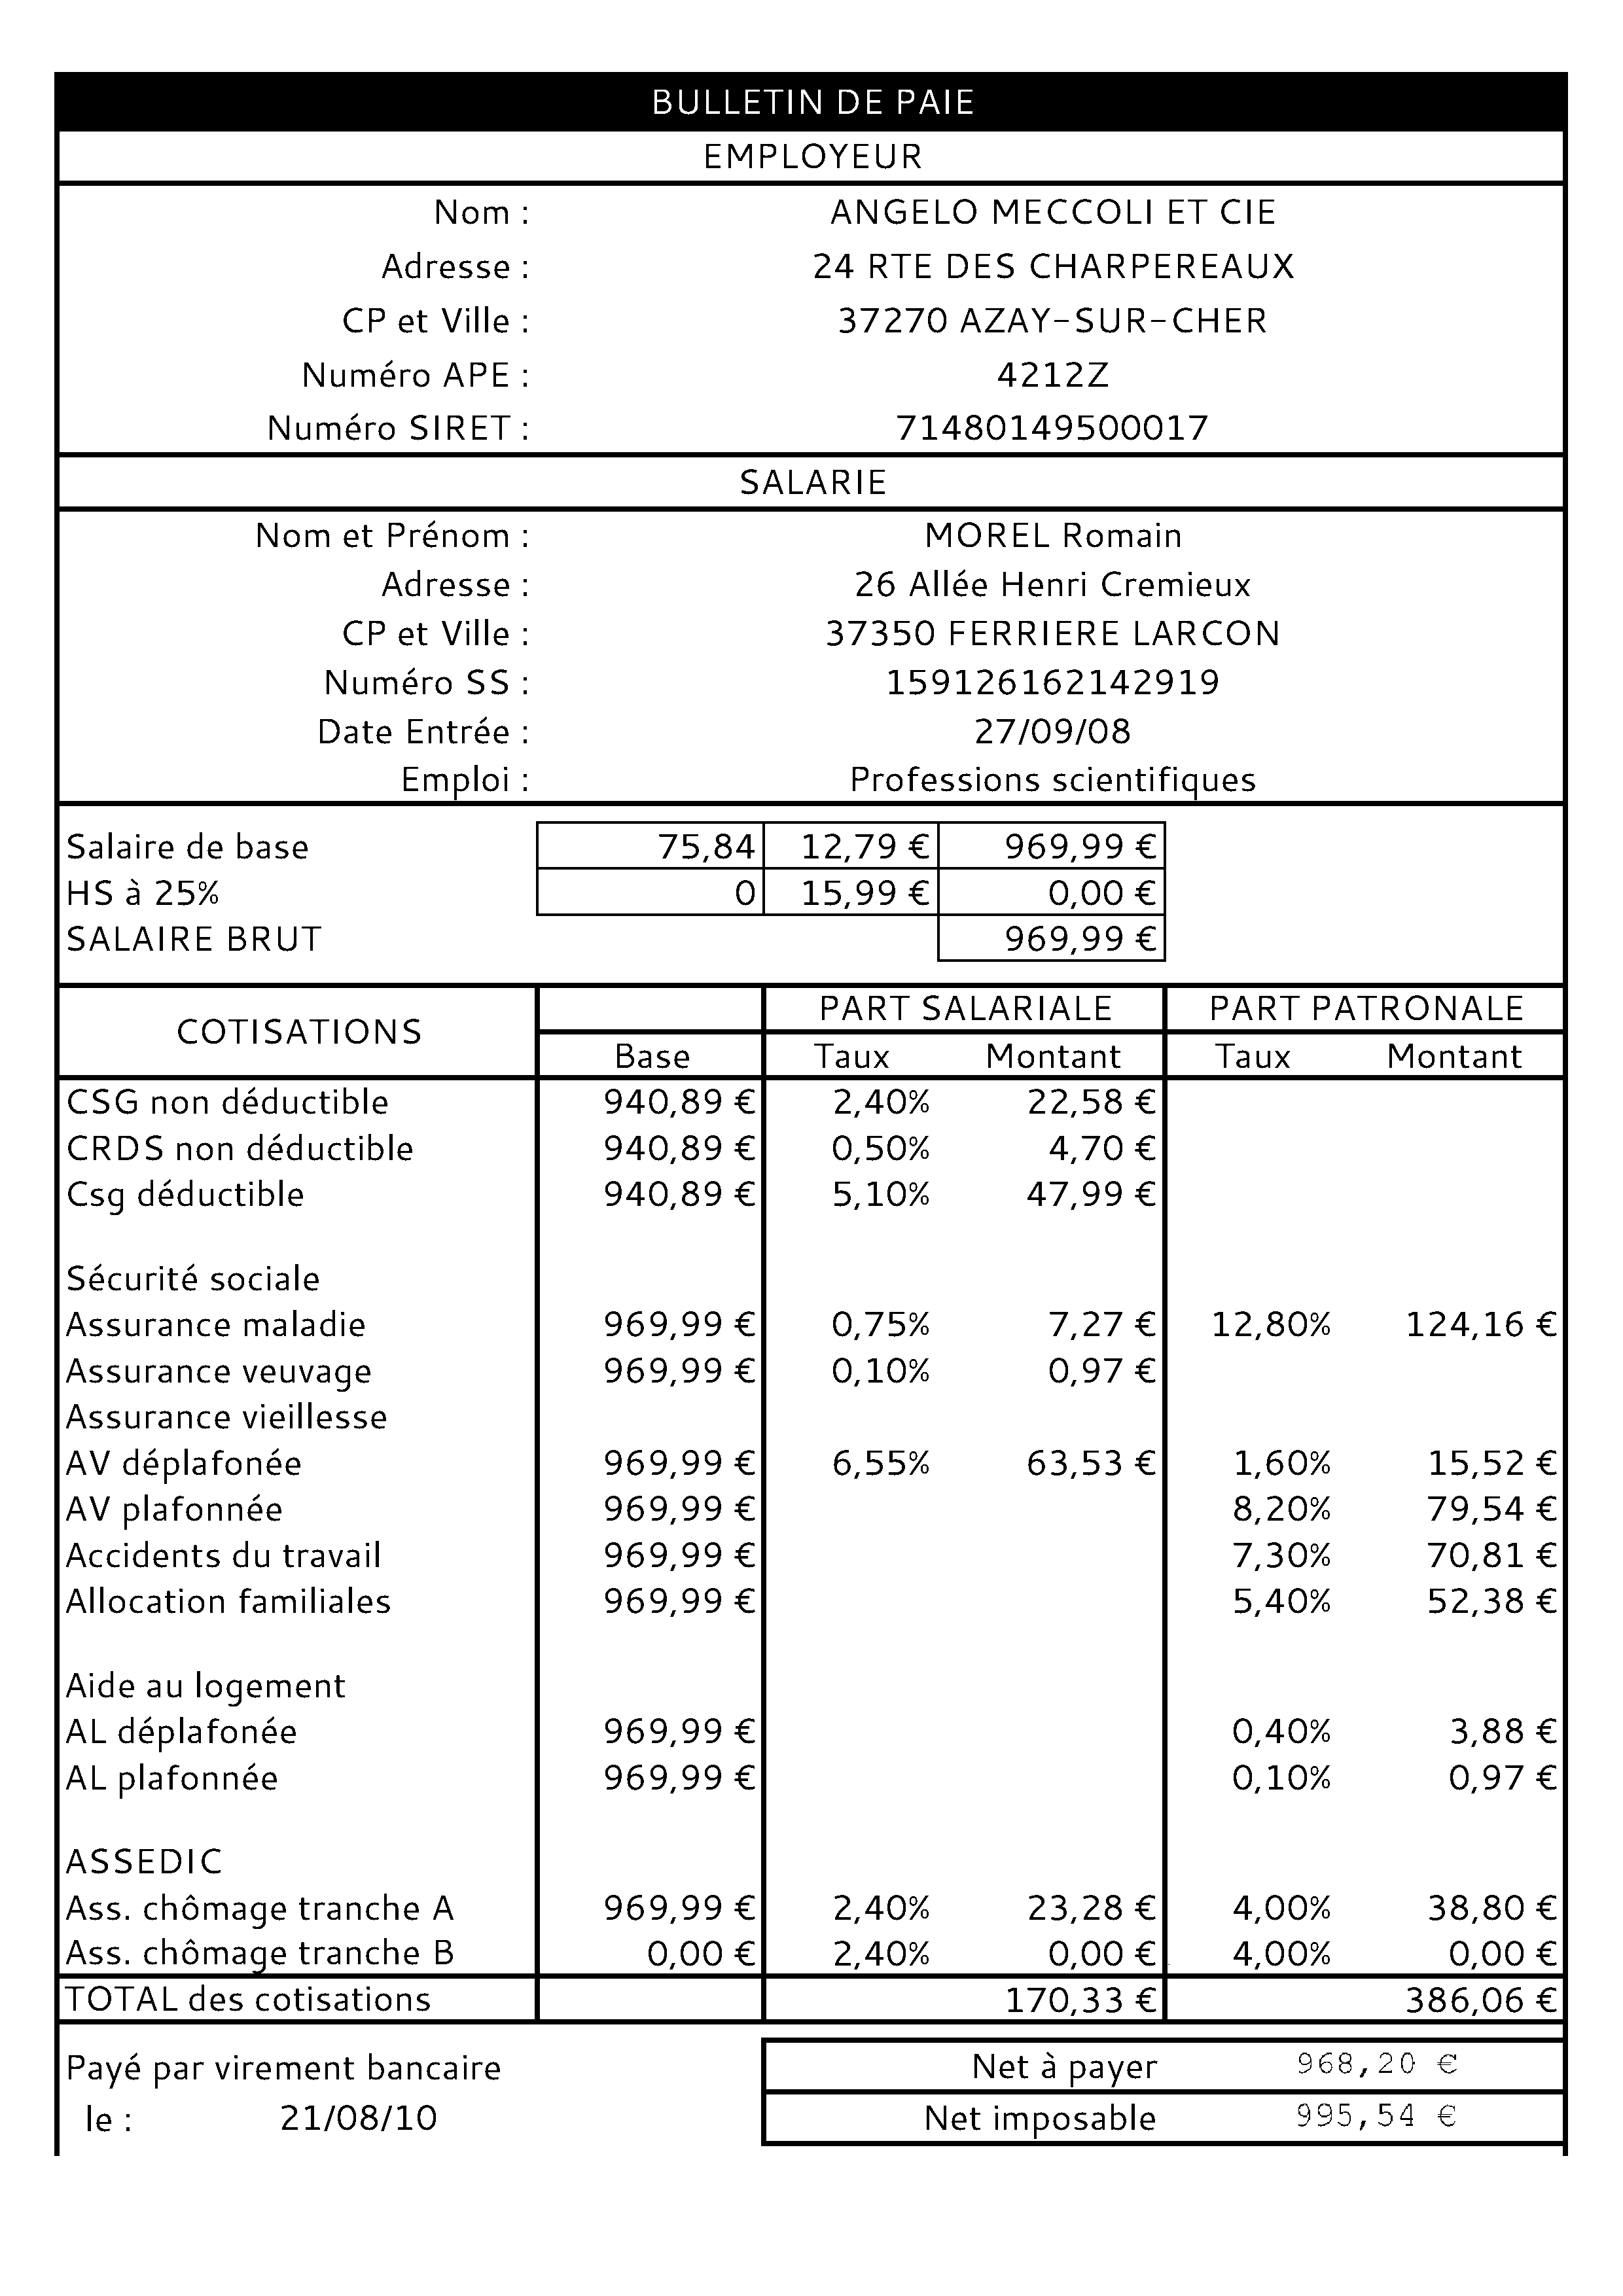 BULLETIN DE PAIE
EMPLOYEUR
Nom : ANGELO MECCOLI ET CIE
Adresse : 24 RTE DES CHARPEREAUX
CP et Ville : 37270 AZAY-SUR-CHER
Numéro APE : 4212Z
Numéro SIRET : 71480149500017
SALARIE
Nom et Prénom : MOREL Romain
Adresse : 26 Allée Henri Cremieux
CP et Ville : 37350 FERRIERE LARCON
Numéro SS : 159126162142919
Date Entrée : 27/09/08
Emploi : Professions scientifiques
Salaire de base 75,84 12,79 € 969,99 €
HS à 25% 0 15,99 € 0,00 €
SALAIRE BRUT 969,99 €
COTISATIONS PART SALARIALE PART PATRONALE
Base Taux Montant Taux Montant
CSG non déductible 940,89 € 2,40% 22,58 €
CRDS non déductible 940,89 € 0,50% 4,70 €
Csg déductible 940,89 € 5,10% 47,99 €
Sécurité sociale
Assurance maladie 969,99 € 0,75% 7,27 € 12,80% 124,16 €
Assurance veuvage 969,99 € 0,10% 0,97 €
Assurance vieillesse
AV déplafonée 969,99 € 6,55% 63,53 € 1,60% 15,52 €
AV plafonnée 969,99 € 8,20% 79,54 €
Accidents du travail 969,99 € 7,30% 70,81 €
Allocation familiales 969,99 € 5,40% 52,38 €
Aide au logement
AL déplafonée 969,99 € 0,40% 3,88 €
AL plafonnée 969,99 € 0,10% 0,97 €
ASSEDIC
Ass. chômage tranche A 969,99 € 2,40% 23,28 € 4,00% 38,80 €
Ass. chômage tranche B 0,00 € 2,40% 0,00 € 4,00% 0,00 €
TOTAL des cotisations 170,33 € 386,06 €
Payé par virement bancaire Net à payer 968,20 €
le : 21/08/10 Net imposable 995,54 €